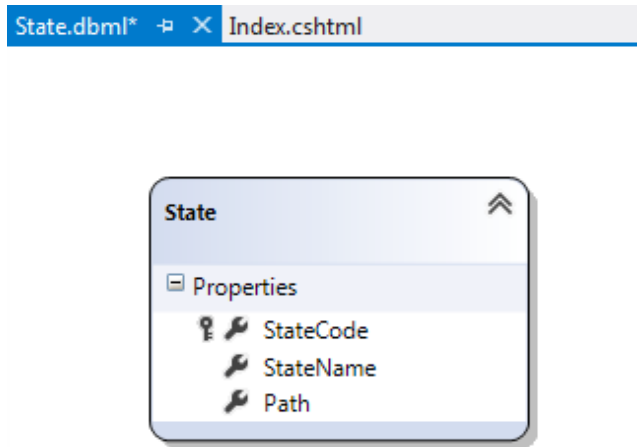 State.dbml* Index.cshtml
State
Properties
StateCode
StateName
Path